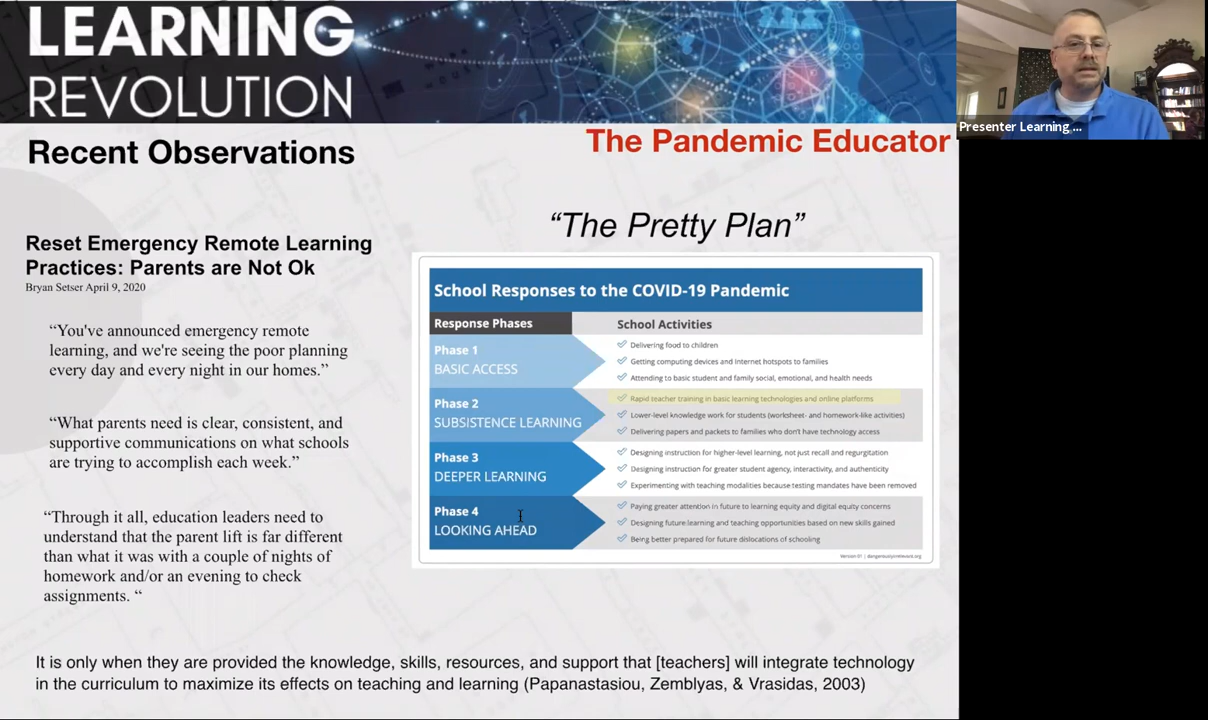 LEARNING
REVOLUTION
Recent Observations
The Pandemic Educator
Presenter Learning ...
Reset Emergency Remote Learning
Practices: Parents are Not Ok
Bryan Setser April 9, 2020
“You've announced emergency remote
learning, and we're seeing the poor planning
every day and every night in our homes.”
“What parents need is clear, consistent, and
supportive communications on what schools
are trying to accomplish each week.”
“Through it all, education leaders need to
understand that the parent lift is far different
than what it was with a couple of nights of
homework and/or an evening to check
assignments. “
“The Pretty Plan”
School Responses to the COVID-19 Pandemic
Response Phases
School Activities
Phase 1
BASIC ACCESS
Delivering food to children
Getting computing devices and Internet hotspots to families
Attending to basic student and family social, emotional, and health needs
Phase 2
SUBSISTENCE LEARNING
Rapid teacher training in basic learning technologies and online platforms
Lower-level knowledge work for students (worksheet- and homework-like activities)
Delivering papers and packets to families who don't have technology access
Phase 3
DEEPER LEARNING
Designing instruction for higher-level learning, not just recall and regurgitation
Designing instruction for greater student agency, interactivity, and authenticity
Experimenting with teaching modalities because testing mandates have been removed
Phase 4
LOOKING AHEAD
Paying greater attention in future to learning equity and digital equity concerns
Designing future learning and teaching opportunities based on new skills gained
Being better prepared for future dislocations of schooling
Version 01 | dangerouslyirrelevant.org
It is only when they are provided the knowledge, skills, resources, and support that [teachers] will integrate technology
in the curriculum to maximize its effects on teaching and learning (Papanastasiou, Zemblyas, & Vrasidas, 2003)